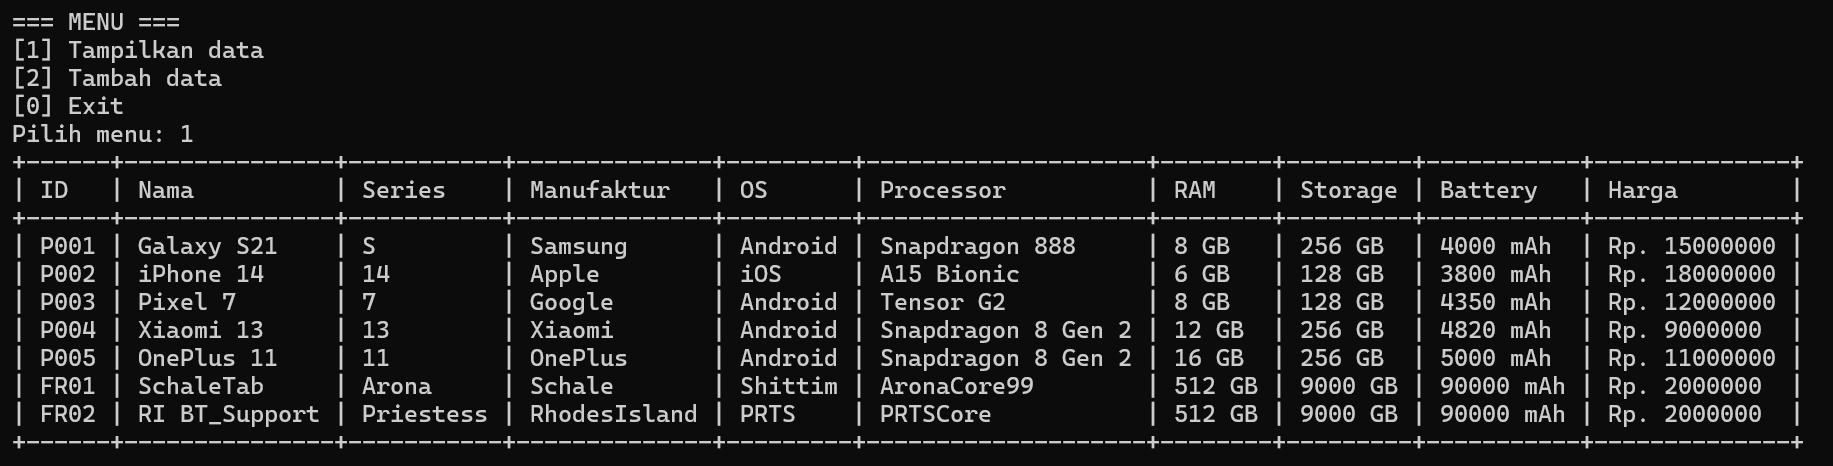 === MENU ===
[1] Tampilkan data
[2] Tambah data
[0] Exit
Pilih menu: 1
+------+---------------+-----------+--------------+---------+--------------------+--------+---------+-----------+--------------+
| ID   | Nama          | Series    | Manufaktur   | OS      | Processor          | RAM    | Storage | Battery   | Harga        |
+------+---------------+-----------+--------------+---------+--------------------+--------+---------+-----------+--------------+
| P001 | Galaxy S21    | S         | Samsung      | Android | Snapdragon 888     | 8 GB   | 256 GB  | 4000 mAh  | Rp. 15000000 |
| P002 | iPhone 14     | 14        | Apple        | iOS     | A15 Bionic         | 6 GB   | 128 GB  | 3800 mAh  | Rp. 18000000 |
| P003 | Pixel 7       | 7         | Google       | Android | Tensor G2          | 8 GB   | 128 GB  | 4350 mAh  | Rp. 12000000 |
| P004 | Xiaomi 13     | 13        | Xiaomi       | Android | Snapdragon 8 Gen 2 | 12 GB  | 256 GB  | 4820 mAh  | Rp. 9000000  |
| P005 | OnePlus 11    | 11        | OnePlus      | Android | Snapdragon 8 Gen 2 | 16 GB  | 256 GB  | 5000 mAh  | Rp. 11000000 |
| FR01 | SchaleTab     | Arona     | Schale       | Shittim | AronaCore99        | 512 GB | 9000 GB | 90000 mAh | Rp. 2000000  |
| FR02 | RI BT_Support | Priestess | RhodesIsland | PRTS    | PRTSCore           | 512 GB | 9000 GB | 90000 mAh | Rp. 2000000  |
+------+---------------+-----------+--------------+---------+--------------------+--------+---------+-----------+--------------+